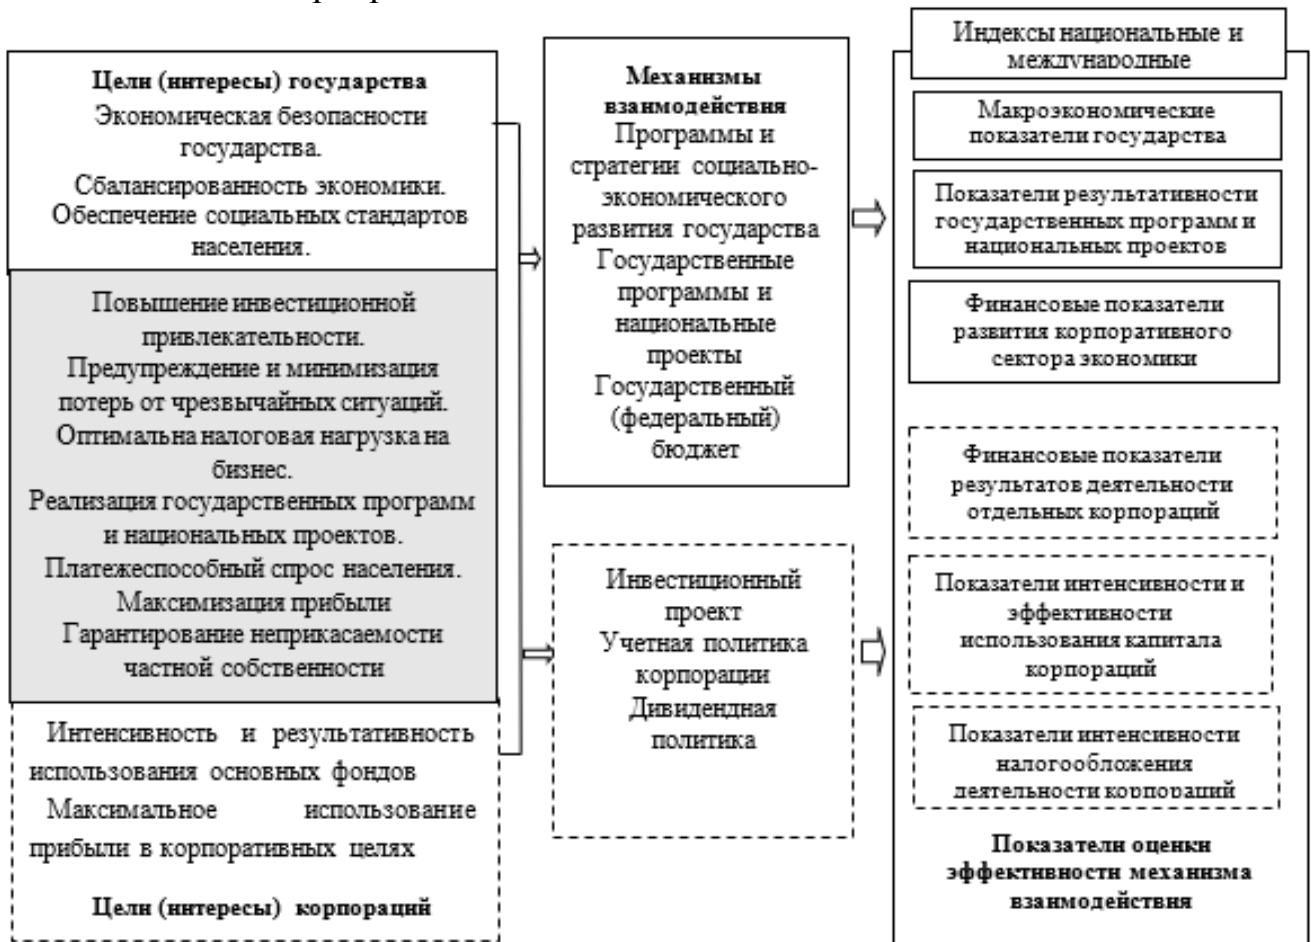 Цели (интересы) государства
Экономическая безопасности
государства.
Сбалансированность экономики.
Обеспечение социальных стандартов
населения.
Повышение инвестиционной
привлекательности.
Предупреждение и минимизация
потерь от чрезвычайных ситуаций.
Оптимальна налоговая нагрузка на
бизнес.
Реализация государственных программ
и национальных проектов.
Платежеспособный спрос населения.
Максимизация прибыли
Гарантирование неприкасаемости
частной собственности
Интенсивность и результативность
использования основных фондов
Максимальное использование
прибыли в корпоративных целях
Цели (интересы) корпораций
Механизмы
взаимодействия
Программы и
стратегии социально-
экономического
развития государства
Государственные
программы и
национальные
проекты
Государственный
(федеральный)
бюджет
Инвестиционный
проект
Учетная политика
корпорации
Дивидендная
политика
Индексы национальные и
международные
Макроэкономические
показатели государства
Показатели результативности
государственных программ и
национальных проектов
Финансовые показатели
развития корпоративного
сектора экономики
Финансовые показатели
результатов деятельности
отдельных корпораций
Показатели интенсивности и
эффективности
использования капитала
корпораций
Показатели интенсивности
налогообложения
деятельности корпораций
Показатели оценки
эффективности механизма
взаимодействия